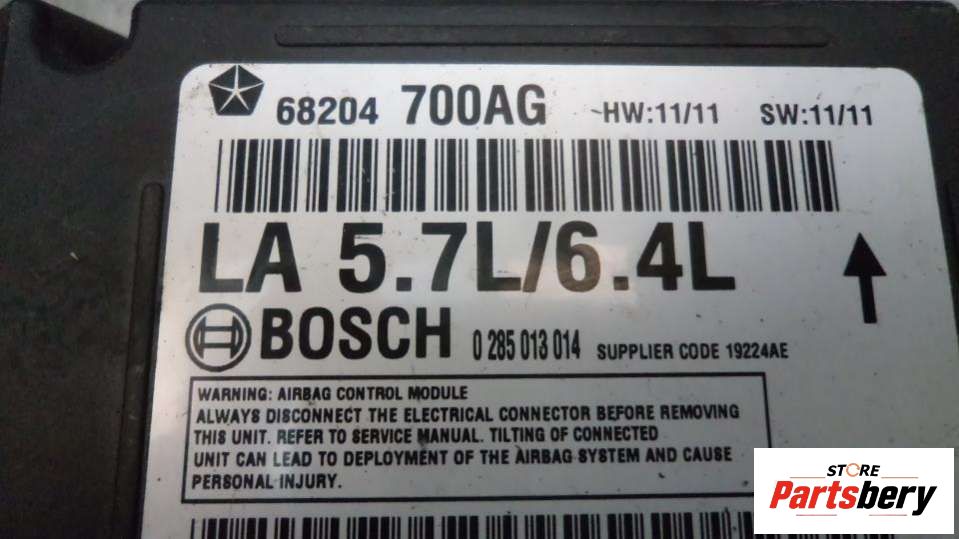 68204 700AG HW:11/11 SW:11/11
LA 5.7L/6.4L
BOSCH 0 285 013 014 SUPPLIER CODE 19224AE
WARNING: AIRBAG CONTROL MODULE
ALWAYS DISCONNECT THE ELECTRICAL CONNECTOR BEFORE REMOVING
THIS UNIT. REFER TO SERVICE MANUAL. TILTING OF CONNECTED
UNIT CAN LEAD TO DEPLOYMENT OF THE AIRBAG SYSTEM AND CAUSE
PERSONAL INJURY.
STORE
Partsbery